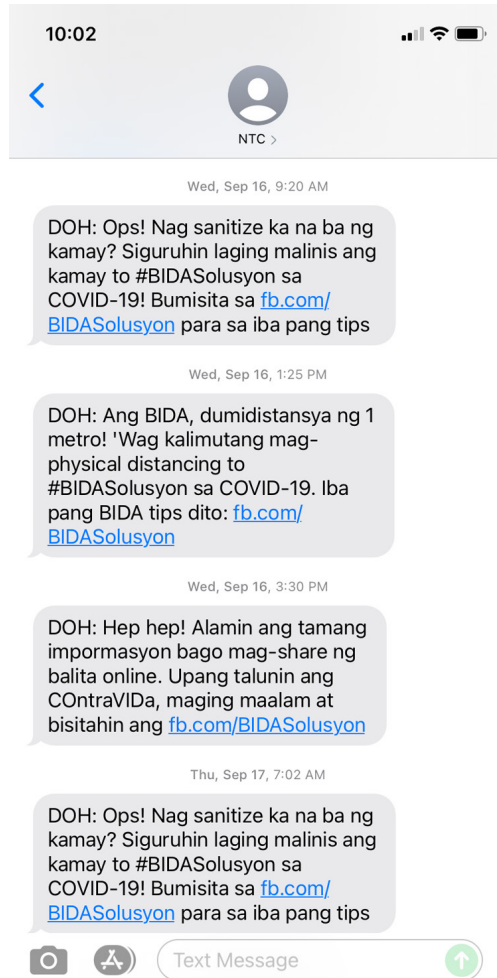 10:02
NTC >
Wed, Sep 16, 9:20 AM
DOH: Ops! Nag sanitize ka na ba ng
kamay? Siguruhin laging malinis ang
kamay to #BIDASolusyon sa
COVID-19! Bumisita sa fb.com/
BIDASolusyon para sa iba pang tips
Wed, Sep 16, 1:25 PM
DOH: Ang BIDA, dumidistansya ng 1
metro! 'Wag kalimutang mag-
physical distancing to
#BIDASolusyon sa COVID-19. Iba
pang BIDA tips dito: fb.com/
BIDASolusyon
Wed, Sep 16, 3:30 PM
DOH: Hep hep! Alamin ang tamang
impormasyon bago mag-share ng
balita online. Upang talunin ang
COntraVIDa, maging maalam at
bisitahin ang fb.com/BIDASolusyon
Thu, Sep 17, 7:02 AM
DOH: Ops! Nag sanitize ka na ba ng
kamay? Siguruhin laging malinis ang
kamay to #BIDASolusyon sa
COVID-19! Bumisita sa fb.com/
BIDASolusyon para sa iba pang tips
Text Message